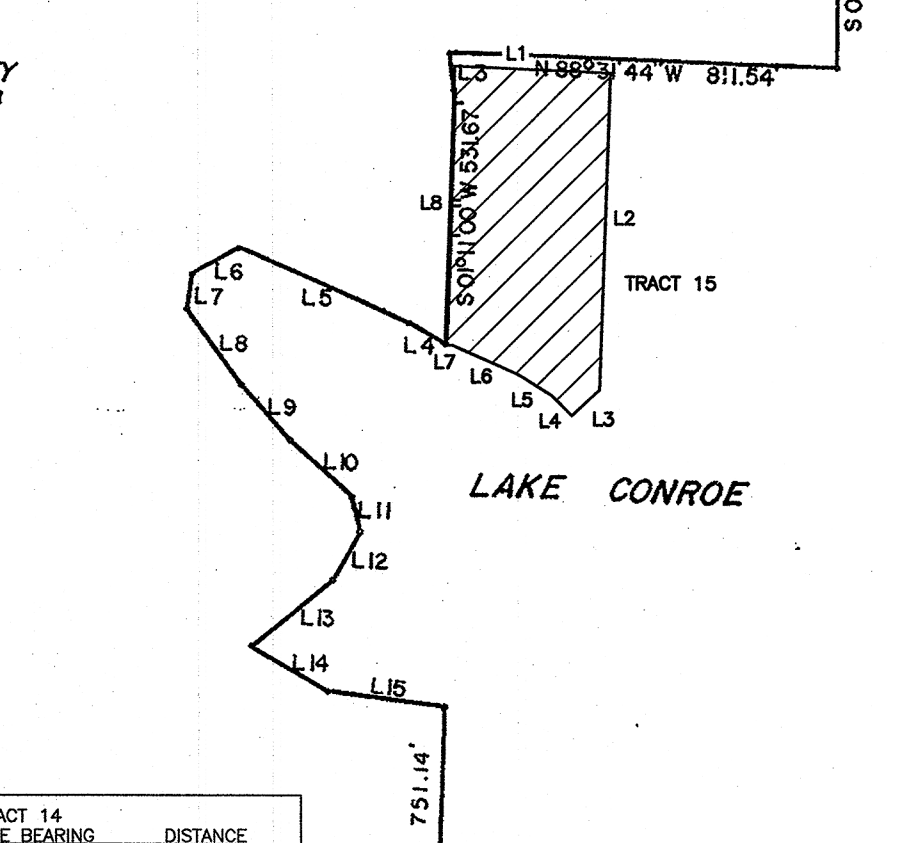 S 0
Y
L1
N 88°31'44" W 811.54'
L3
S 01°11'00" W 531.67'
L8
L2
TRACT 15
L6
L5
L7
L4
L7
L8
L6
L5
L4
L3
L9
L10
LAKE CONROE
L11
L12
L13
L14
L15
751.14'
ACT 14
E BEARING DISTANCE